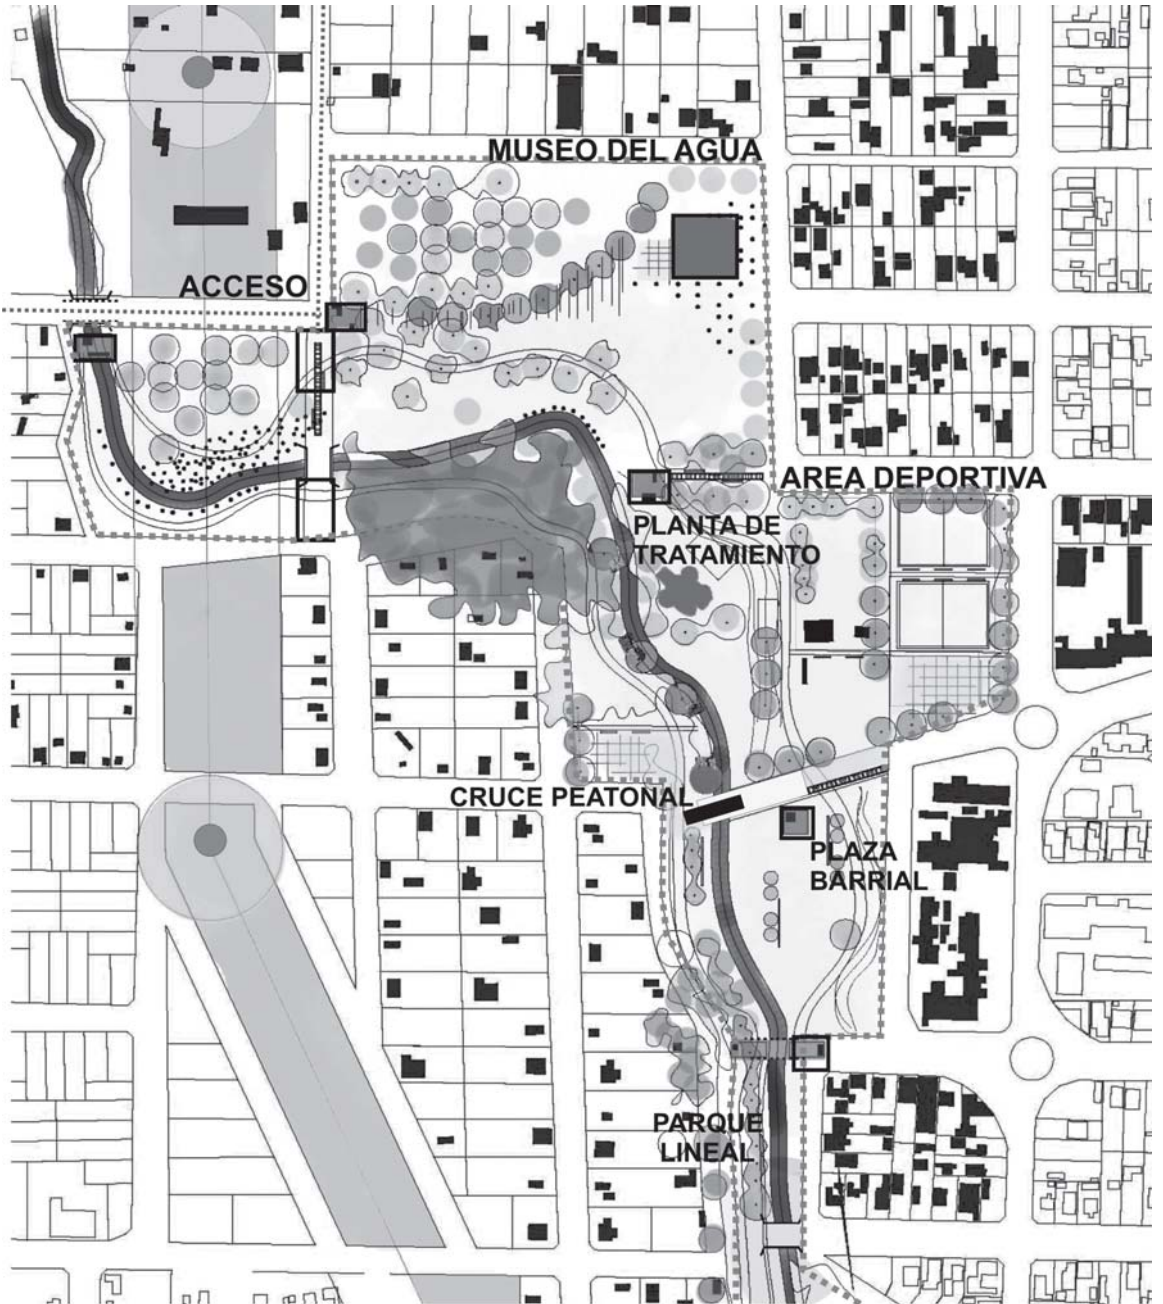 MUSEO DEL AGUA
ACCESO
AREA DEPORTIVA
PLANTA DE
TRATAMIENTO
CRUCE PEATONAL
PLAZA
BARRIAL
PARQUE
LINEAL